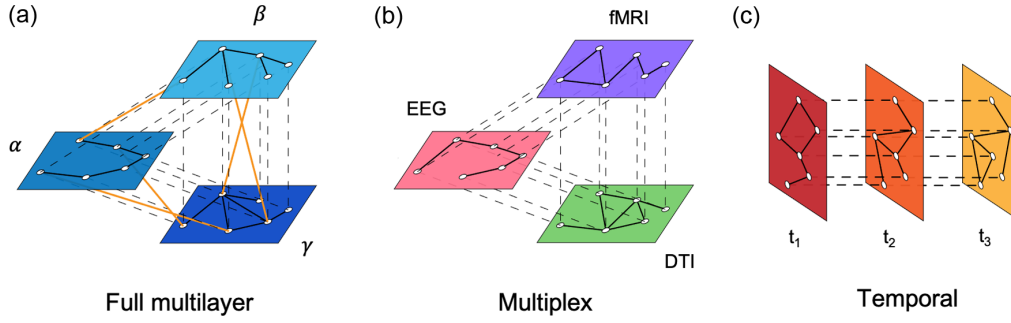 (a)
β
α
γ
Full multilayer
(b)
fMRI
EEG
DTI
Multiplex
(c)
t1
t2
t3
Temporal